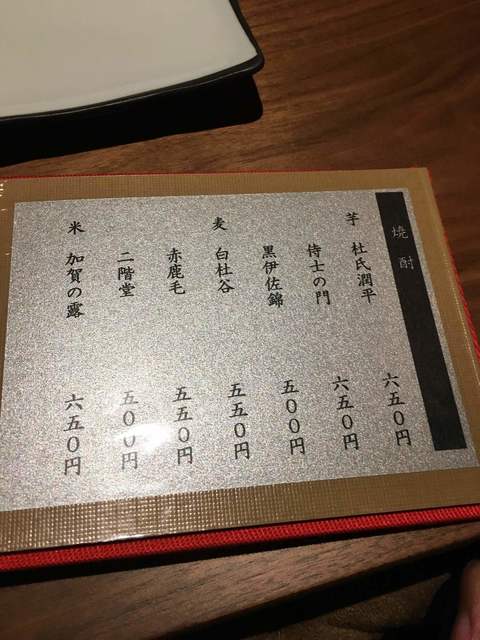 焼酎
芋 杜氏潤平 六五〇円
侍士の門 六五〇円
黒伊佐錦 五〇〇円
麦 白杜谷 五五〇円
赤鹿毛 五五〇円
二階堂 五〇〇円
米 加賀の露 六五〇円